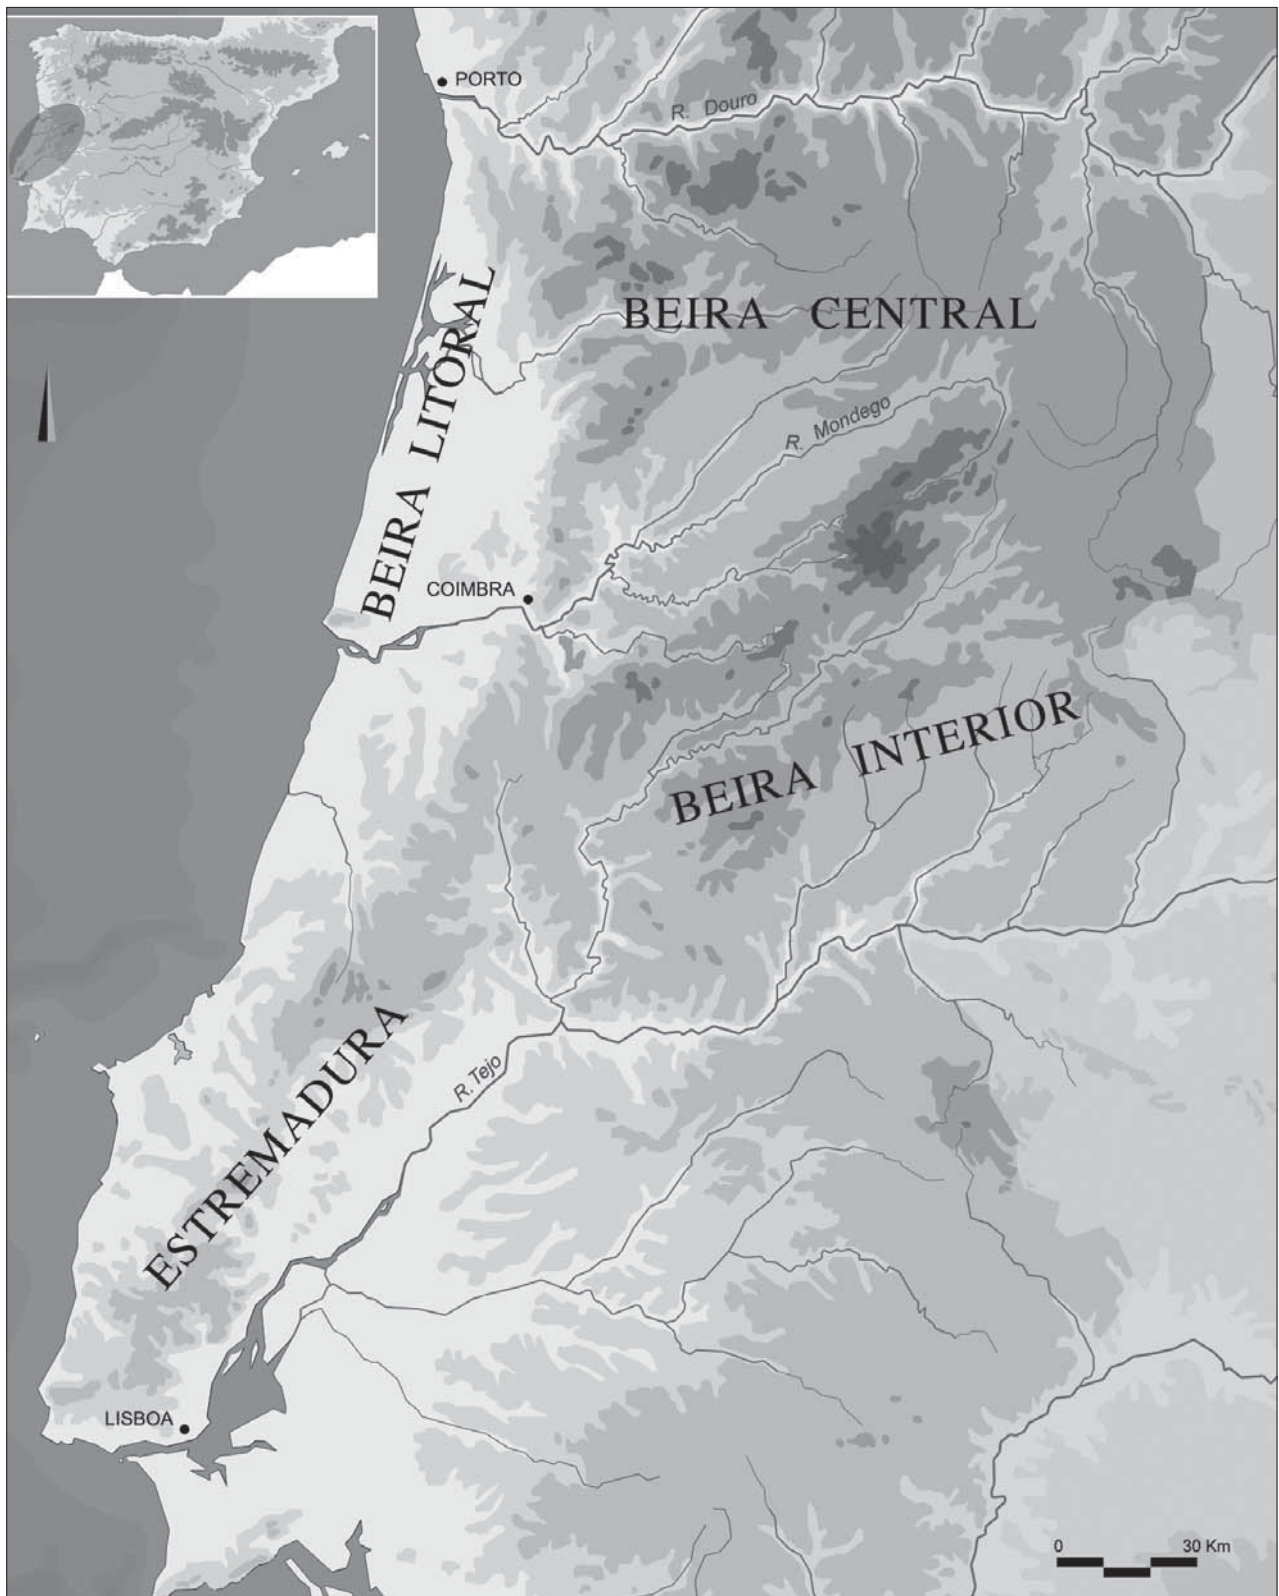 PORTO
R. Douro
BEIRA CENTRAL
BEIRA LITORAL
R. Mondego
COIMBRA
BEIRA INTERIOR
ESTREMADURA
R. Tejo
LISBOA
0 30 Km